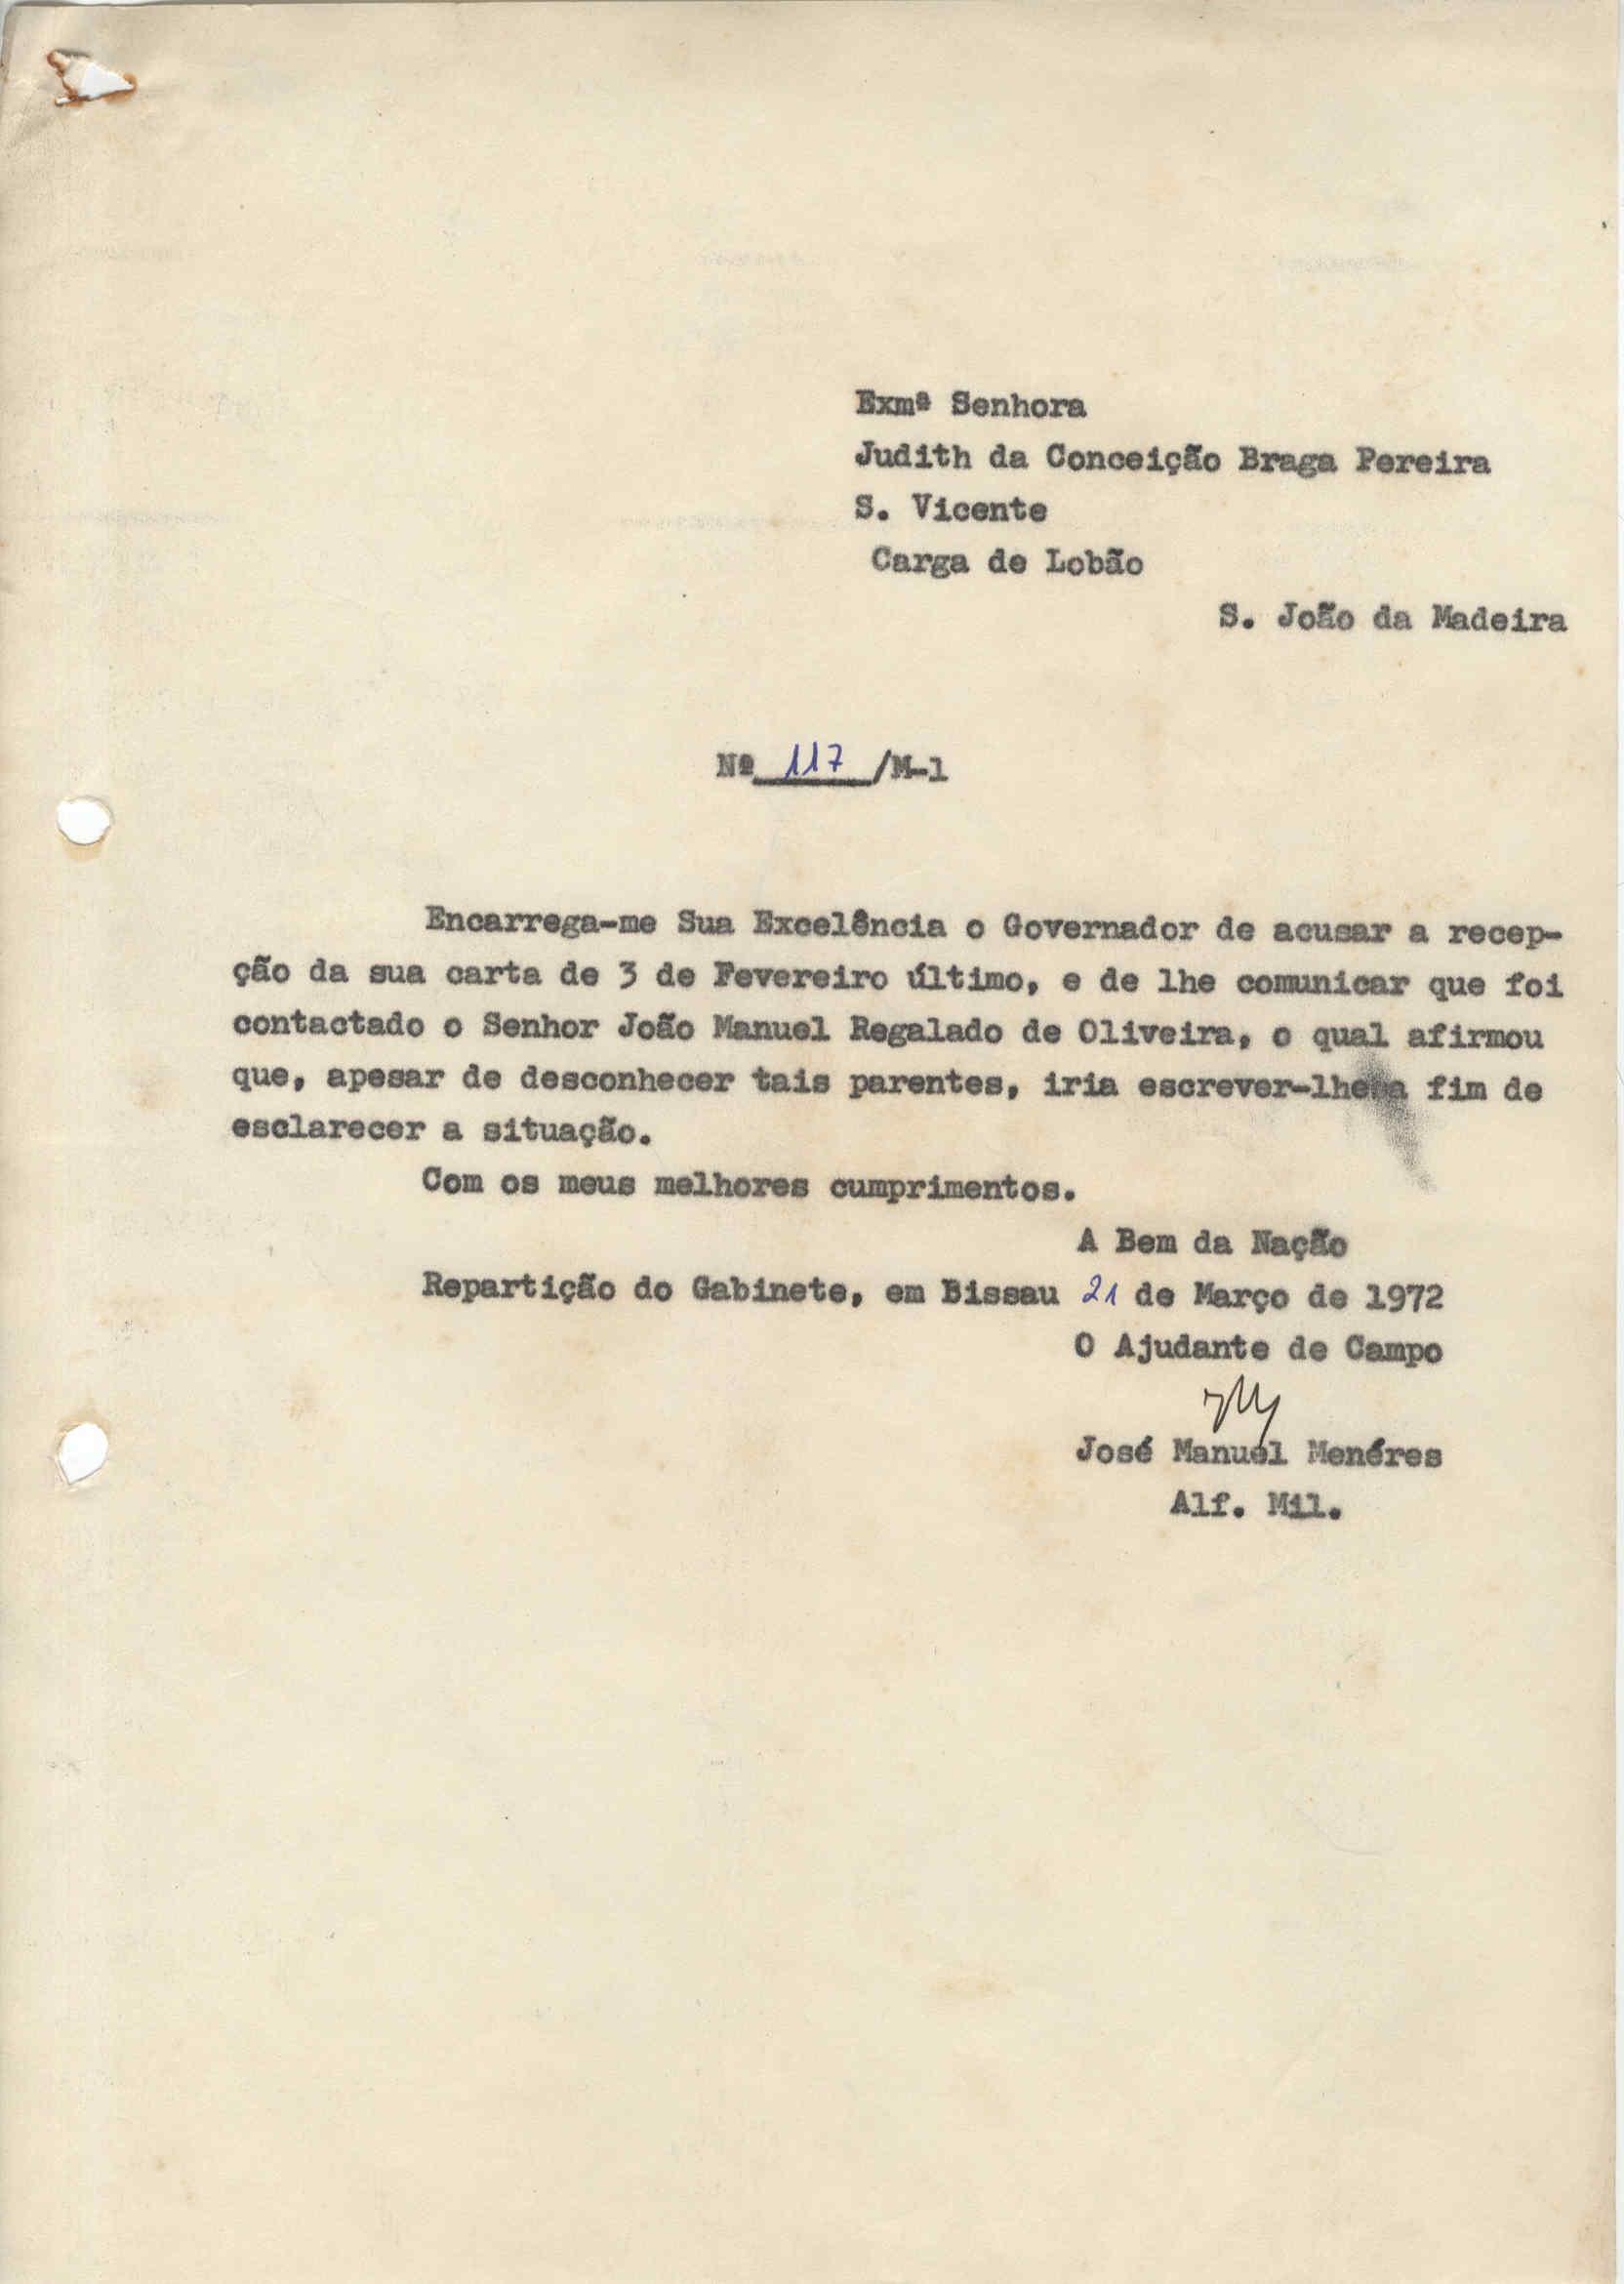 Exmª Senhora
Judith da Conceição Braga Pereira
S. Vicente
Carga de Lobão
S. João da Madeira
Nº 117 /M-1
Encarrega-me Sua Excelência o Governador de acusar a recep-
ção da sua carta de 3 de Fevereiro último, e de lhe comunicar que foi
contactado o Senhor João Manuel Regalado de Oliveira, o qual afirmou
que, apesar de desconhecer tais parentes, iria escrever-lhes a fim de
esclarecer a situação.
Com os meus melhores cumprimentos.
A Bem da Nação
Repartição do Gabinete, em Bissau 21 de Março de 1972
O Ajudante de Campo
José Manuel Menéres
Alf. Mil.